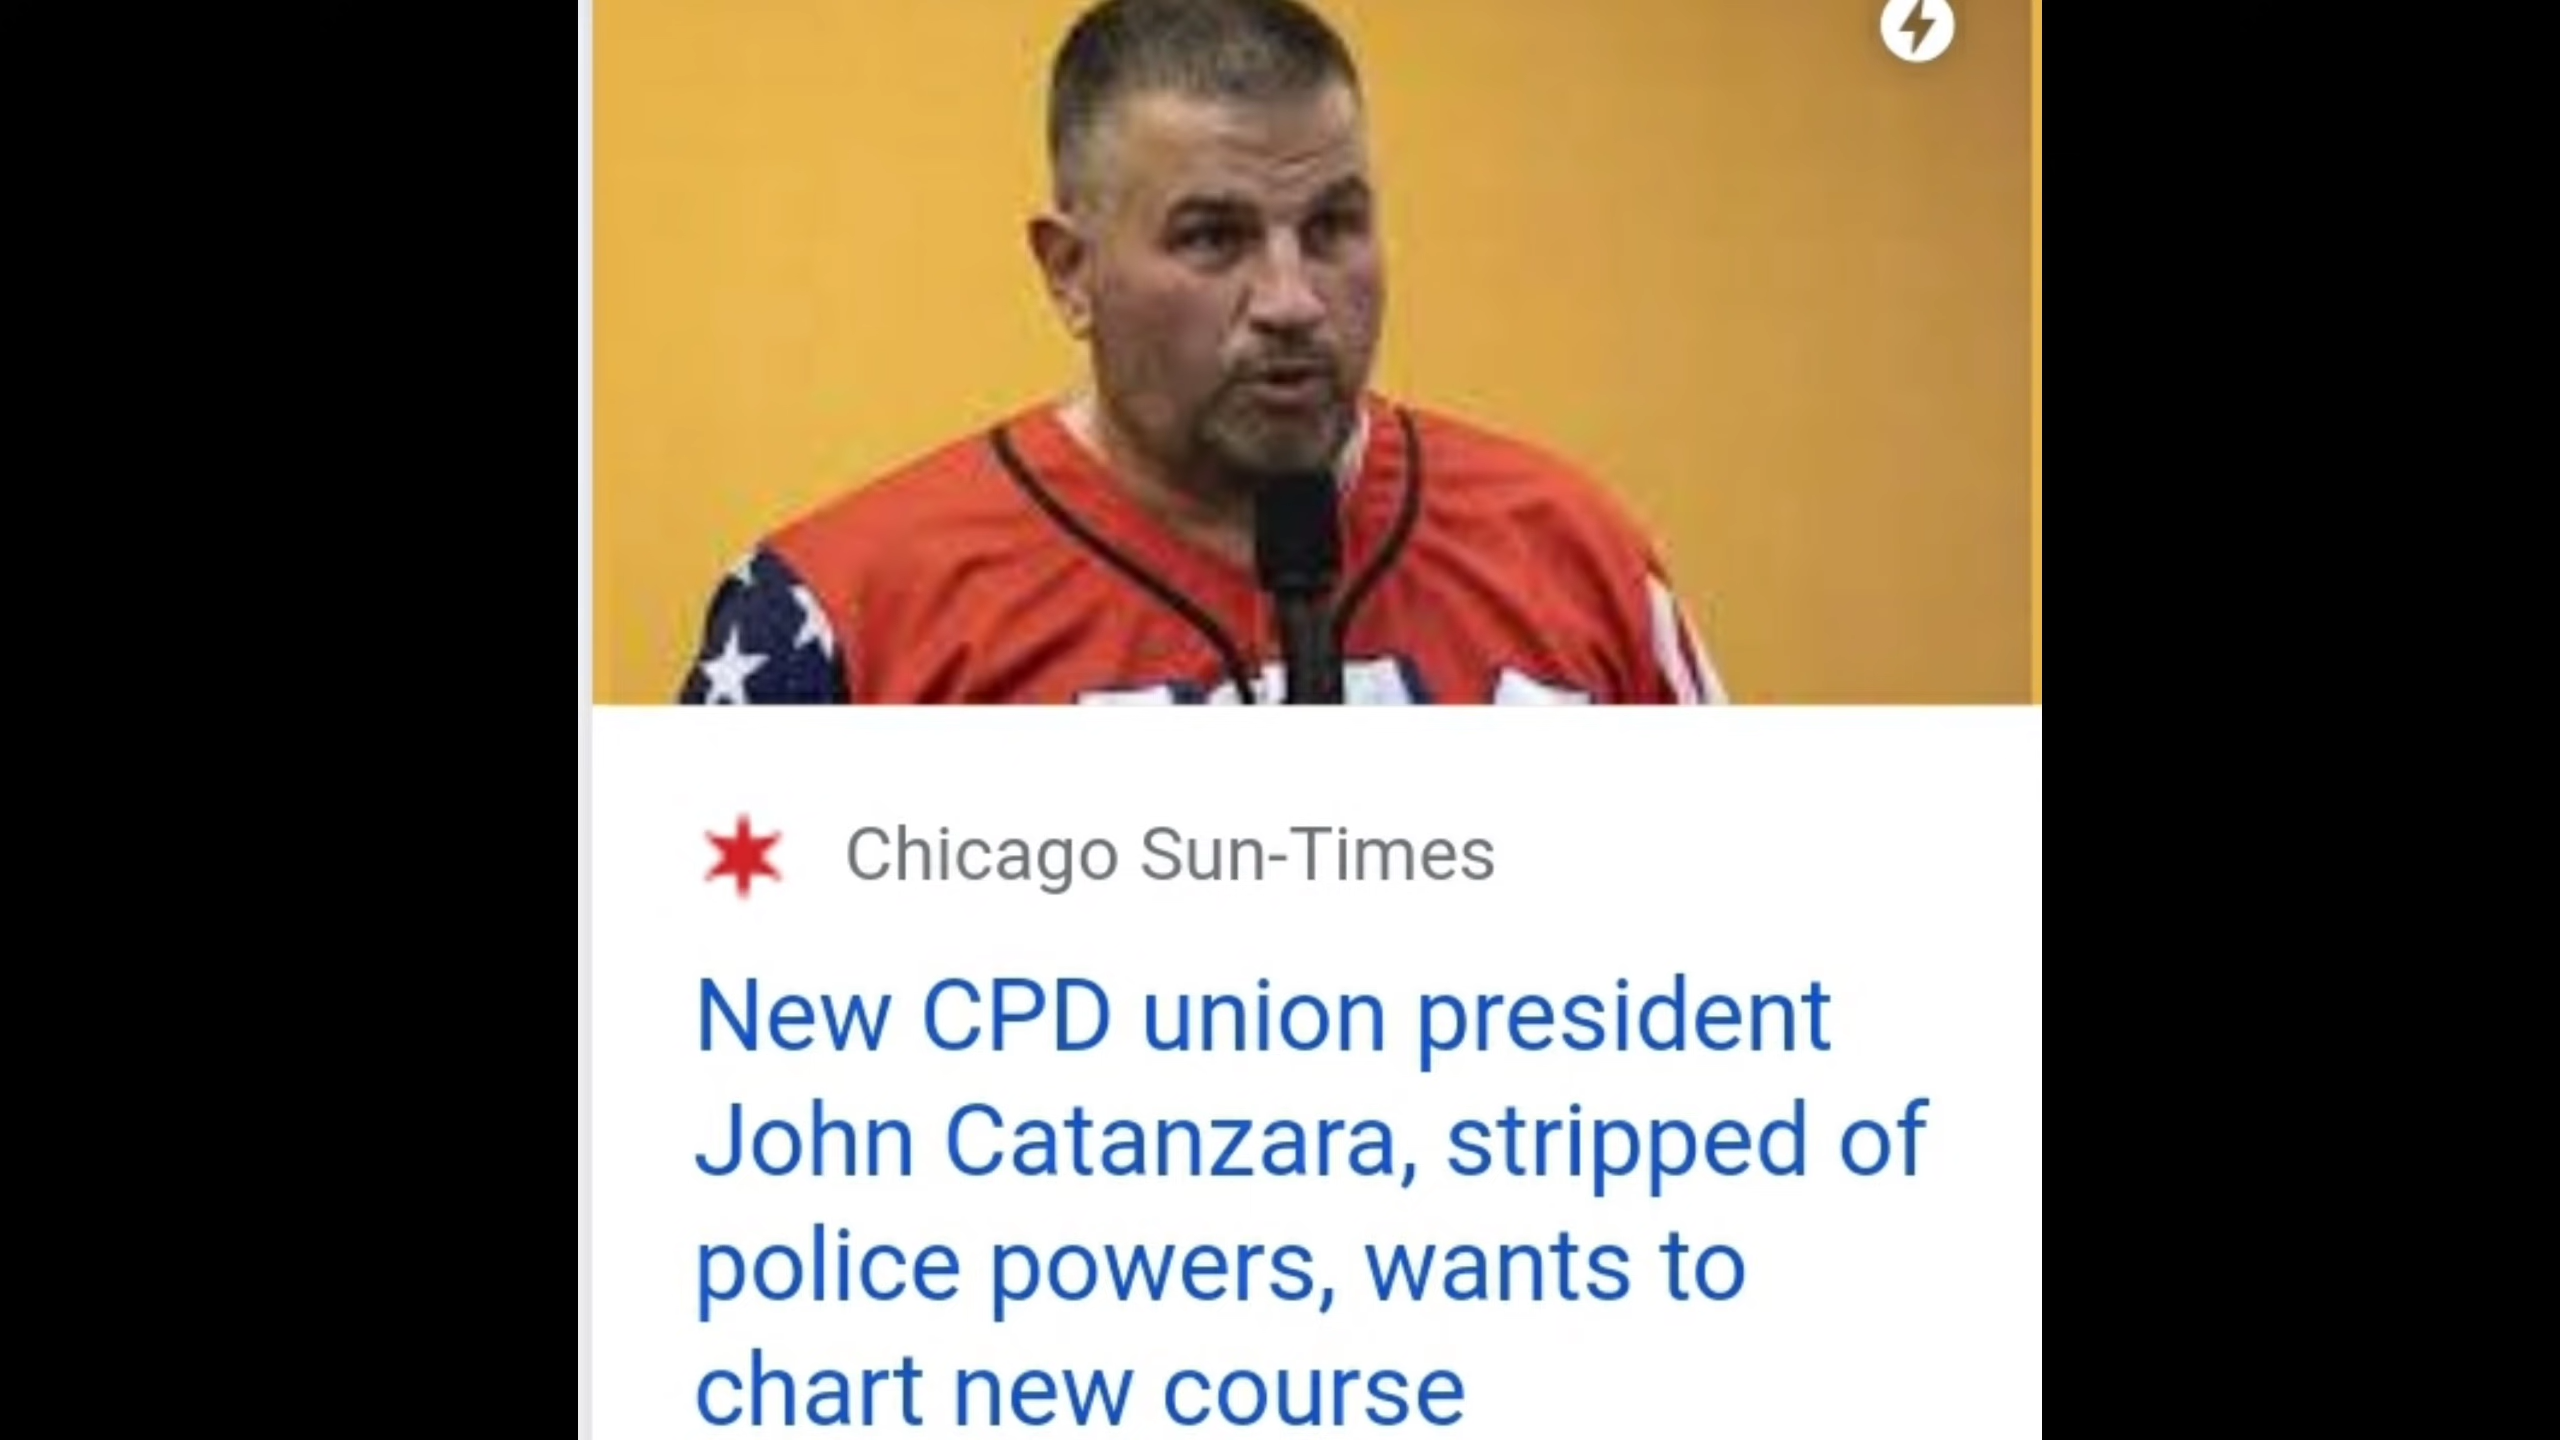 Chicago Sun-Times
New CPD union president
John Catanzara, stripped of
police powers, wants to
chart new course